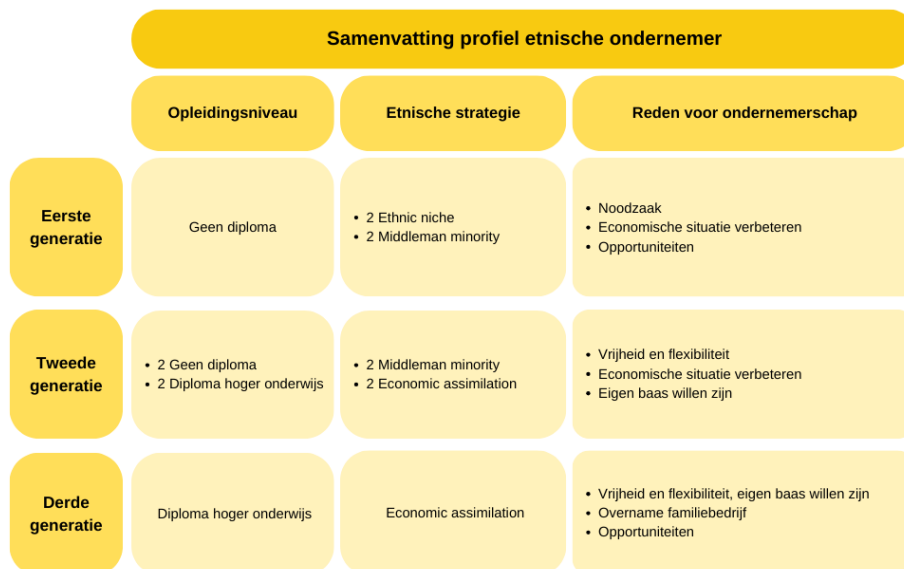 Samenvatting profiel etnische ondernemer
Opleidingsniveau
Etnische strategie
Reden voor ondernemerschap
Eerste
generatie
Geen diploma
• 2 Ethnic niche
• 2 Middleman minority
• Noodzaak
• Economische situatie verbeteren
• Opportuniteiten
Tweede
generatie
• 2 Geen diploma
• 2 Diploma hoger onderwijs
• 2 Middleman minority
• 2 Economic assimilation
• Vrijheid en flexibiliteit
• Economische situatie verbeteren
• Eigen baas willen zijn
Derde
generatie
Diploma hoger onderwijs
Economic assimilation
• Vrijheid en flexibiliteit, eigen baas willen zijn
• Overname familiebedrijf
• Opportuniteiten